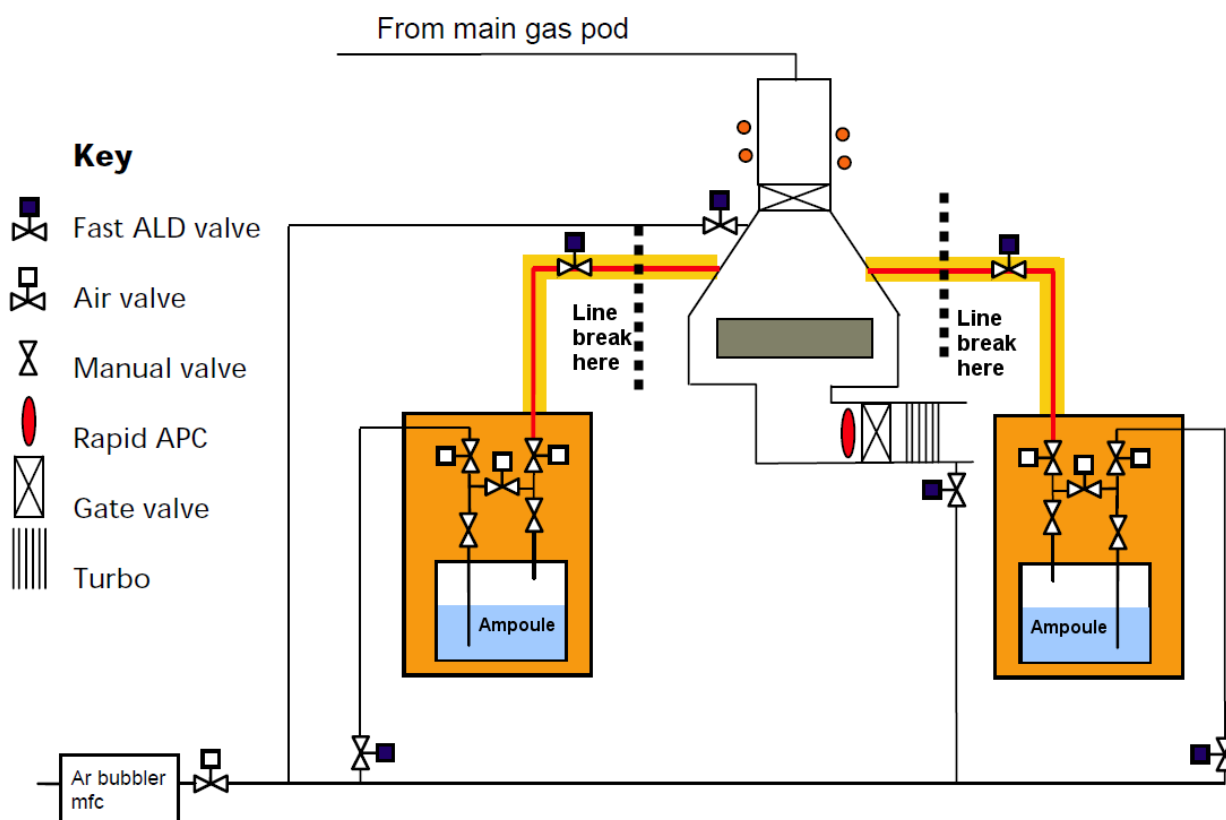 From main gas pod
Key
Fast ALD valve
Air valve
Manual valve
Rapid APC
Gate valve
Turbo
Line
break
here
Line
break
here
Ampoule
Ampoule
Ar bubbler
mfc